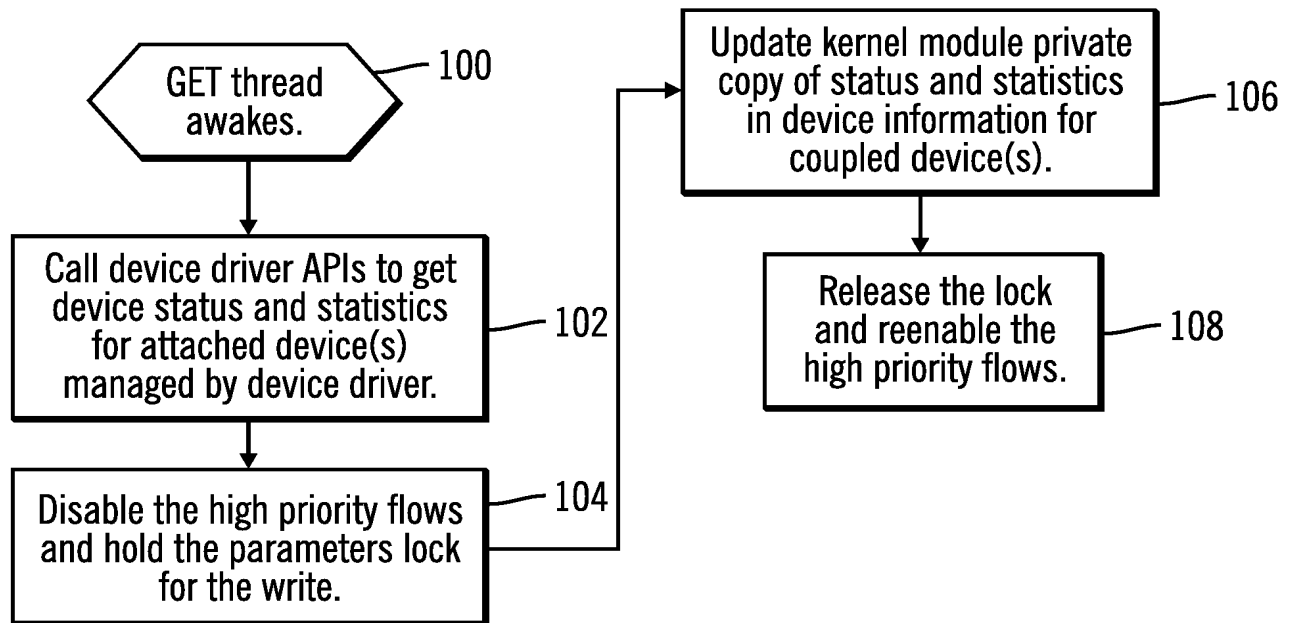 GET thread
awakes.
100
Call device driver APIs to get
device status and statistics
for attached device(s)
managed by device driver.
102
Disable the high priority flows
and hold the parameters lock
for the write.
104
Update kernel module private
copy of status and statistics
in device information for
coupled device(s).
106
Release the lock
and reenable the
high priority flows.
108